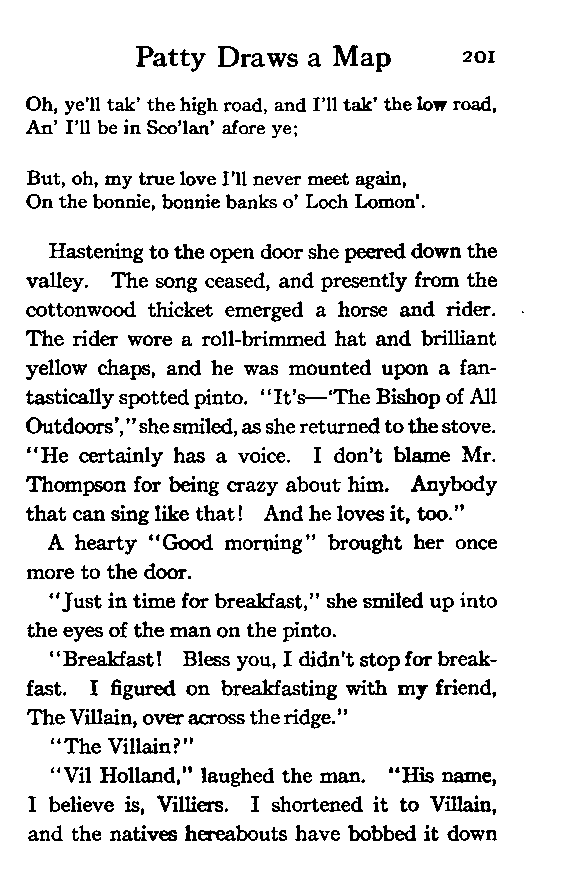 Patty Draws a Map 201
Oh, ye'll tak' the high road, and I'll tak' the low road,
An' I'll be in Sco'lan' afore ye;
But, oh, my true love I'll never meet again,
On the bonnie, bonnie banks o' Loch Lomon'.
Hastening to the open door she peered down the
valley. The song ceased, and presently from the
cottonwood thicket emerged a horse and rider.
The rider wore a roll-brimmed hat and brilliant
yellow chaps, and he was mounted upon a fan-
tastically spotted pinto. "It's—'The Bishop of All
Outdoors'," she smiled, as she returned to the stove.
"He certainly has a voice. I don't blame Mr.
Thompson for being crazy about him. Anybody
that can sing like that! And he loves it, too."
A hearty "Good morning" brought her once
more to the door.
"Just in time for breakfast," she smiled up into
the eyes of the man on the pinto.
"Breakfast! Bless you, I didn't stop for break-
fast. I figured on breakfasting with my friend,
The Villain, over across the ridge."
"The Villain?"
"Vil Holland," laughed the man. "His name,
I believe is, Villiers. I shortened it to Villain,
and the natives hereabouts have bobbed it down